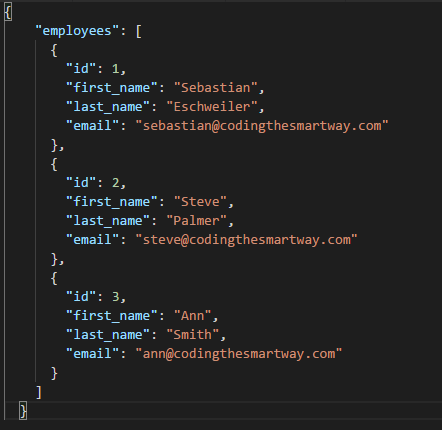 {
    "employees": [
      {
        "id": 1,
        "first_name": "Sebastian",
        "last_name": "Eschweiler",
        "email": "sebastian@codingthesmartway.com"
      },
      {
        "id": 2,
        "first_name": "Steve",
        "last_name": "Palmer",
        "email": "steve@codingthesmartway.com"
      },
      {
        "id": 3,
        "first_name": "Ann",
        "last_name": "Smith",
        "email": "ann@codingthesmartway.com"
      }
    ]
  }